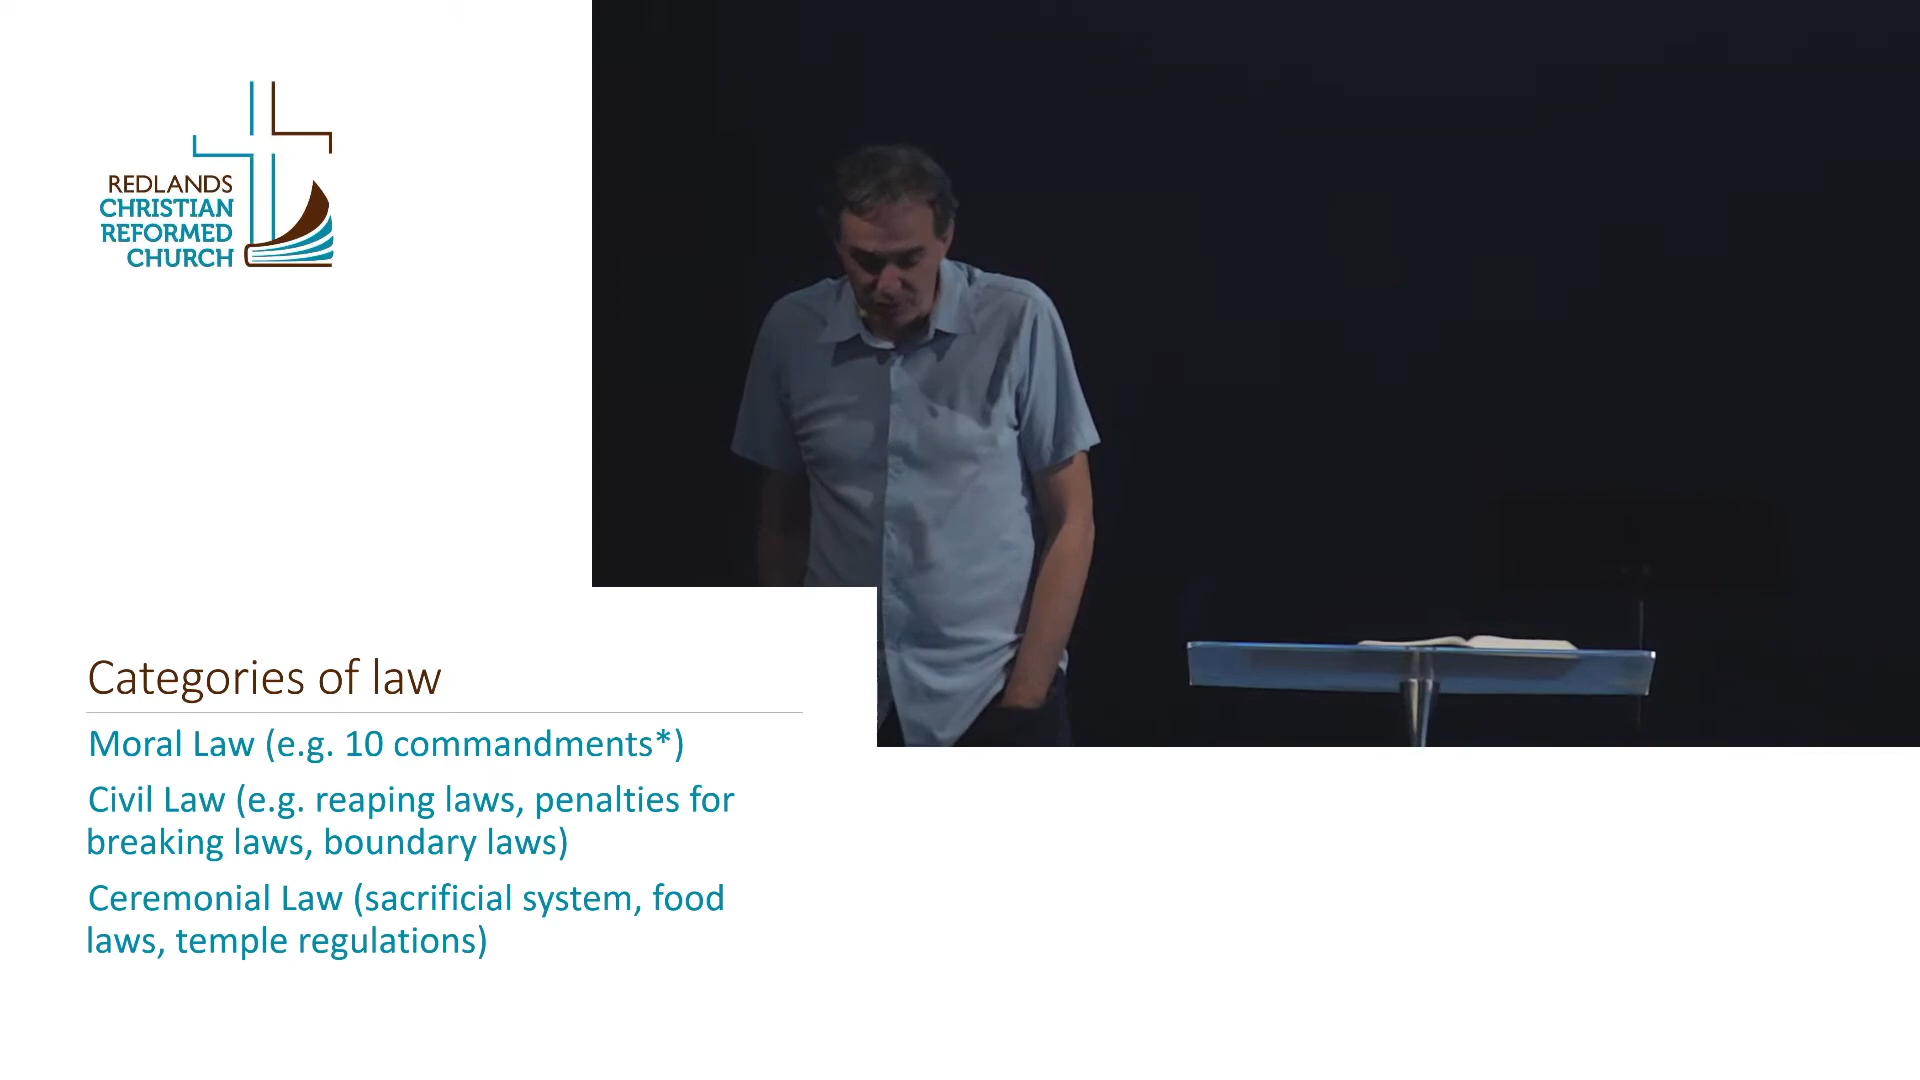 REDLANDS
CHRISTIAN
REFORMED
CHURCH
Categories of law
Moral Law (e.g. 10 commandments*)
Civil Law (e.g. reaping laws, penalties for
breaking laws, boundary laws)
Ceremonial Law (sacrificial system, food
laws, temple regulations)